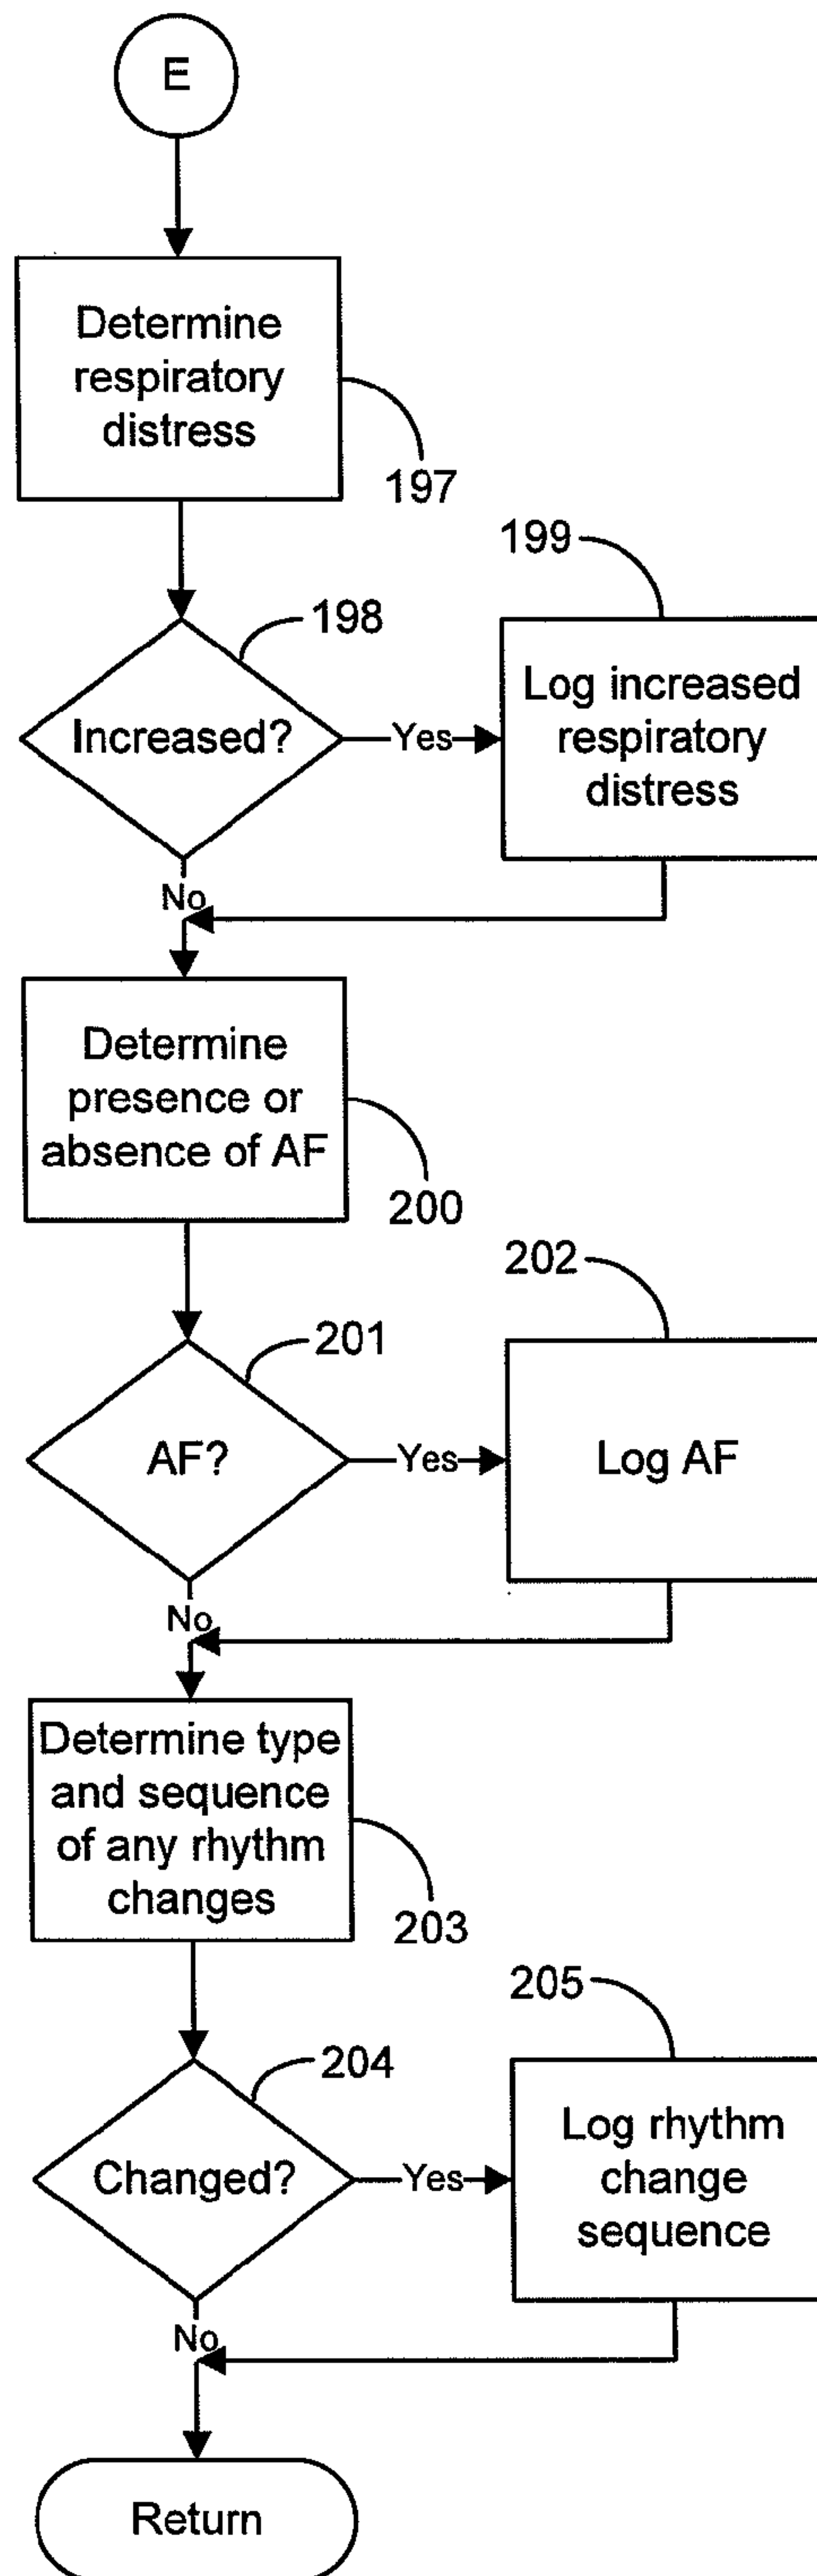 E
Determine
respiratory
distress
197
198
199
Increased?
Yes
Log increased
respiratory
distress
No
Determine
presence or
absence of AF
200
201
202
AF?
Yes
Log AF
No
Determine type
and sequence
of any rhythm
changes
203
204
205
Changed?
Yes
Log rhythm
change
sequence
No
Return